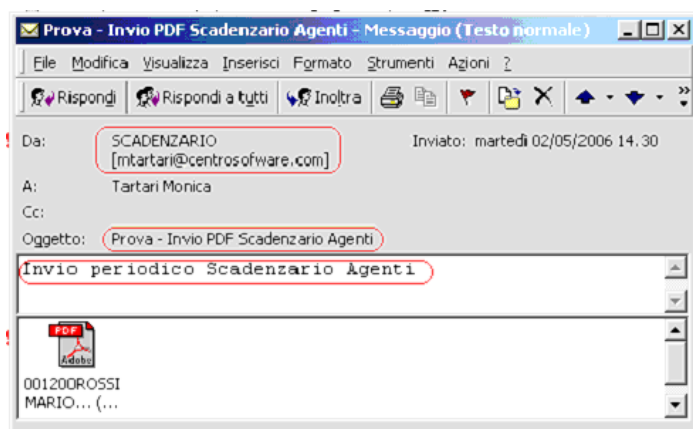 Prova - Invio PDF Scadenzario Agenti - Messaggio (Testo normale)
File Modifica Visualizza Inserisci Formato Strumenti Azioni ?
Rispondi Rispondi a tutti Inoltra
Da: SCADENZARIO Inviato: martedì 02/05/2006 14.30
[mtartari@centrosofware.com]
A: Tartari Monica
Cc:
Oggetto: Prova - Invio PDF Scadenzario Agenti
Invio periodico Scadenzario Agenti
PDF
Adobe
001200ROSSI
MARIO... (...